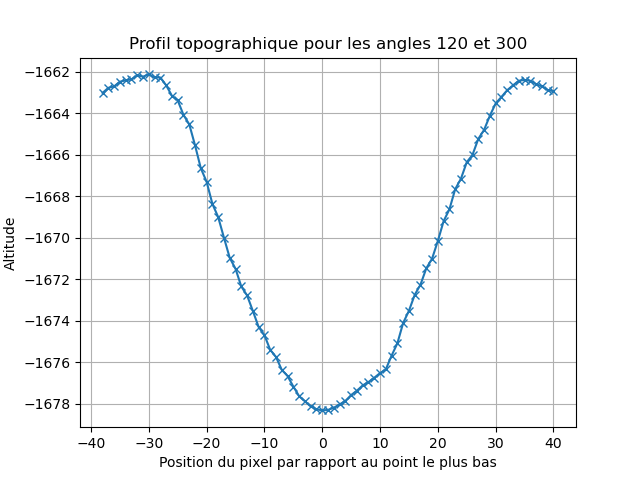 Profil topographique pour les angles 120 et 300
Altitude
−1662
−1664
−1666
−1668
−1670
−1672
−1674
−1676
−1678
−40 −30 −20 −10 0 10 20 30 40
Position du pixel par rapport au point le plus bas